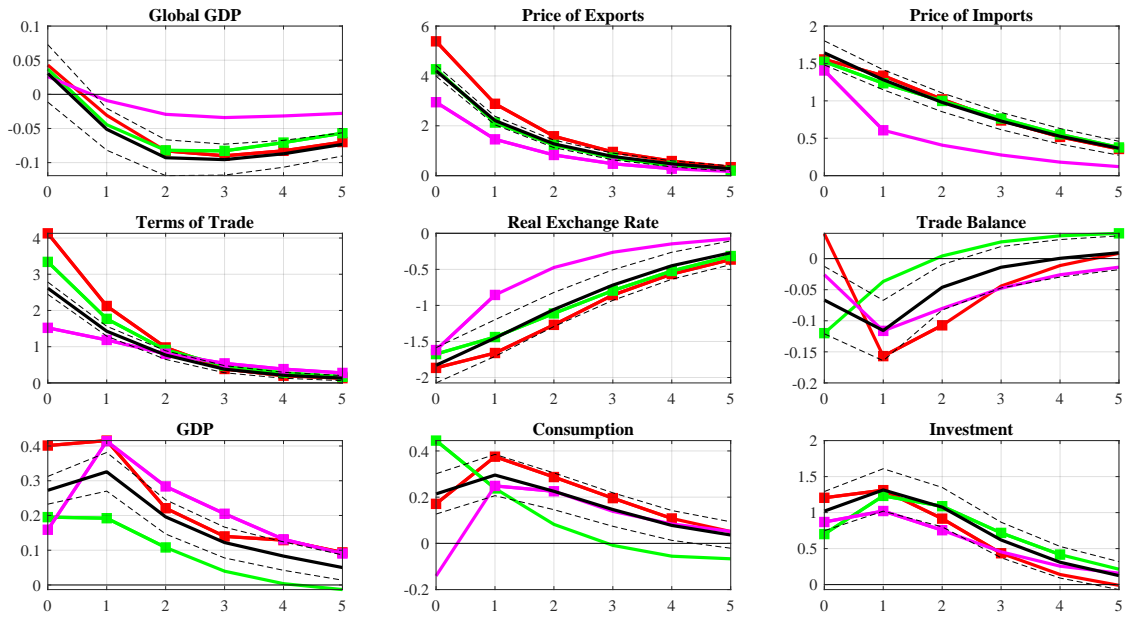 Global GDP
0.1
0.05
0
-0.05
-0.1
0 1 2 3 4 5
Price of Exports
6
4
2
0
0 1 2 3 4 5
Price of Imports
1.5
1
0.5
0
0 1 2 3 4 5
Terms of Trade
4
3
2
1
0
0 1 2 3 4 5
Real Exchange Rate
0
-0.5
-1
-1.5
-2
0 1 2 3 4 5
Trade Balance
0
-0.05
-0.1
-0.15
-0.2
0 1 2 3 4 5
GDP
0.4
0.3
0.2
0.1
0
0 1 2 3 4 5
Consumption
0.4
0.2
0
-0.2
0 1 2 3 4 5
Investment
2
1.5
1
0.5
0
0 1 2 3 4 5